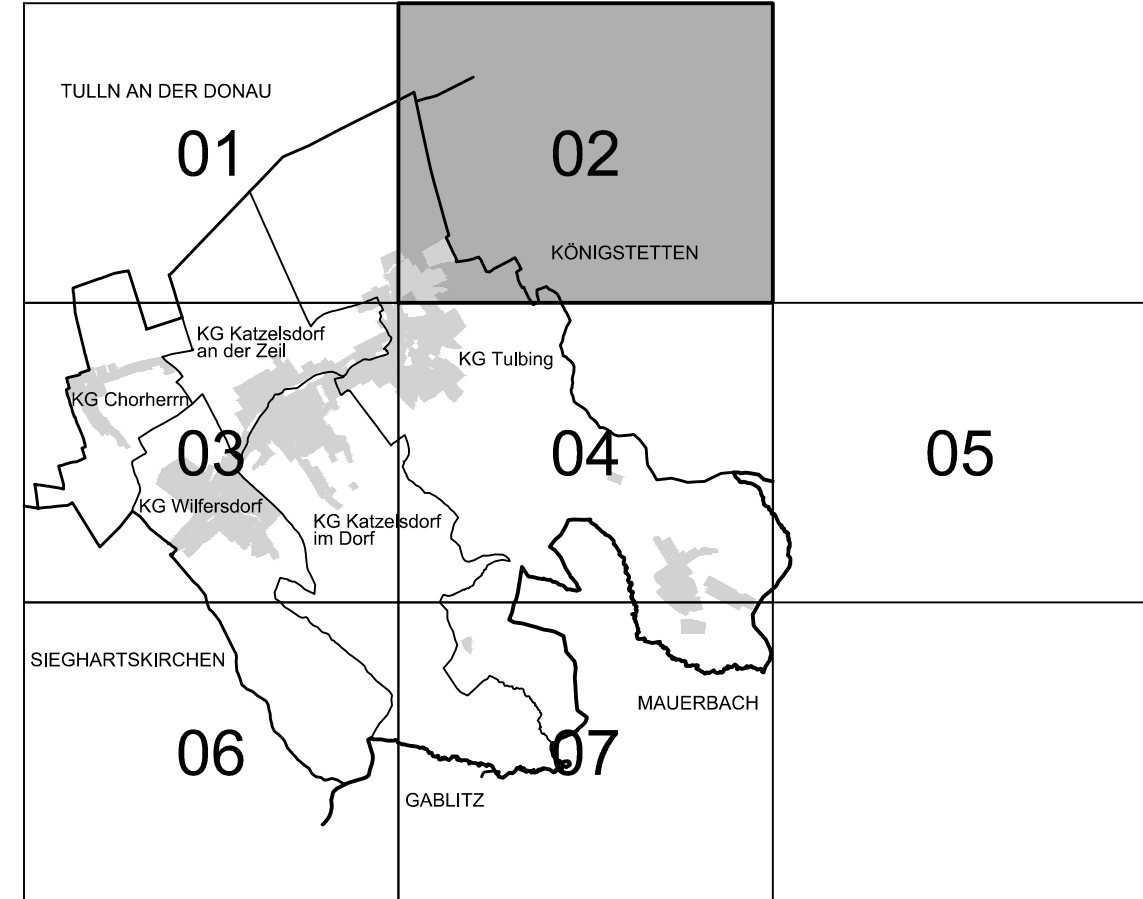 TULLN AN DER DONAU
01
02
KÖNIGSTETTEN
KG Katzelsdorf
an der Zeil
KG Tulbing
KG Chorherrn
03
04
05
KG Wilfersdorf
KG Katzelsdorf
im Dorf
SIEGHARTSKIRCHEN
MAUERBACH
06
07
GABLITZ